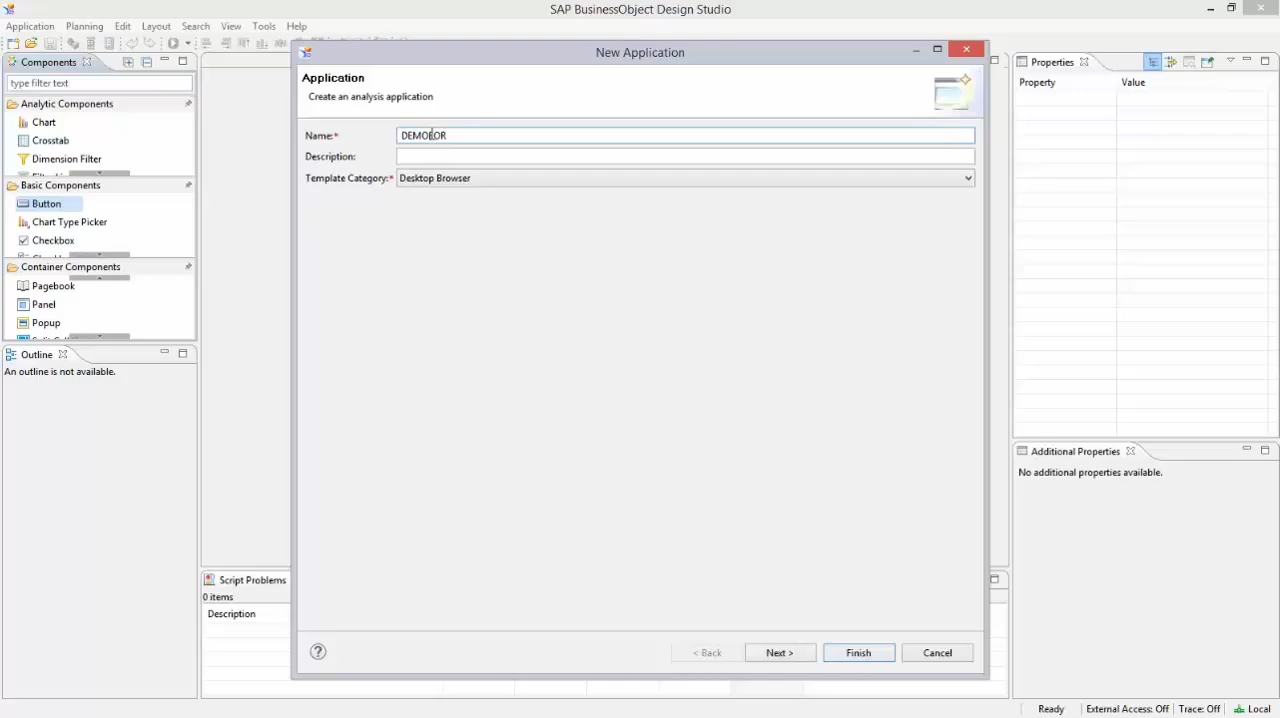 SAP BusinessObject Design Studio
Application Planning Edit Layout Search View Tools Help
Components
type filter text
Analytic Components
Chart
Crosstab
Dimension Filter
Basic Components
Button
Chart Type Picker
Checkbox
Container Components
Pagebook
Panel
Popup
Outline
An outline is not available.
New Application
Application
Create an analysis application
Name:*
Description:
Template Category:* Desktop Browser
Script Problems
0 items
Description
? < Back Next > Finish Cancel
Properties
Property Value
Additional Properties
No additional properties available.
Ready External Access: Off Trace: Off Local